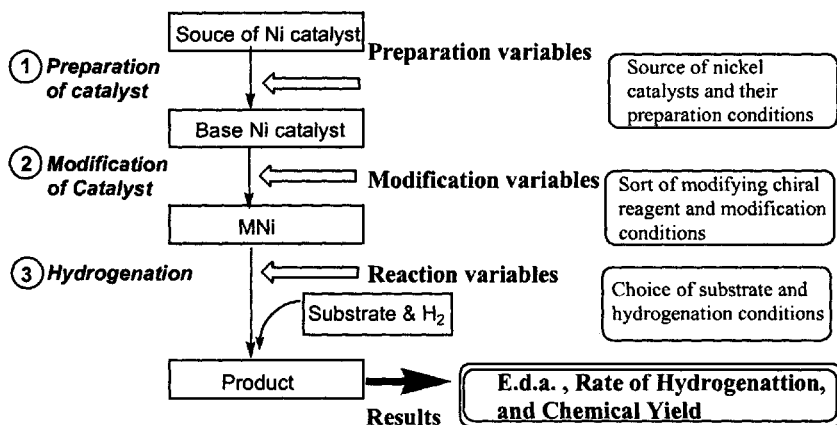 Souce of Ni catalyst
1 Preparation
of catalyst
Preparation variables
Source of nickel
catalysts and their
preparation conditions
Base Ni catalyst
2 Modification
of Catalyst
Modification variables
Sort of modifying chiral
reagent and modification
conditions
MNi
3 Hydrogenation
Reaction variables
Choice of substrate and
hydrogenation conditions
Substrate & H₂
Product
Results
E.d.a. , Rate of Hydrogenattion,
and Chemical Yield